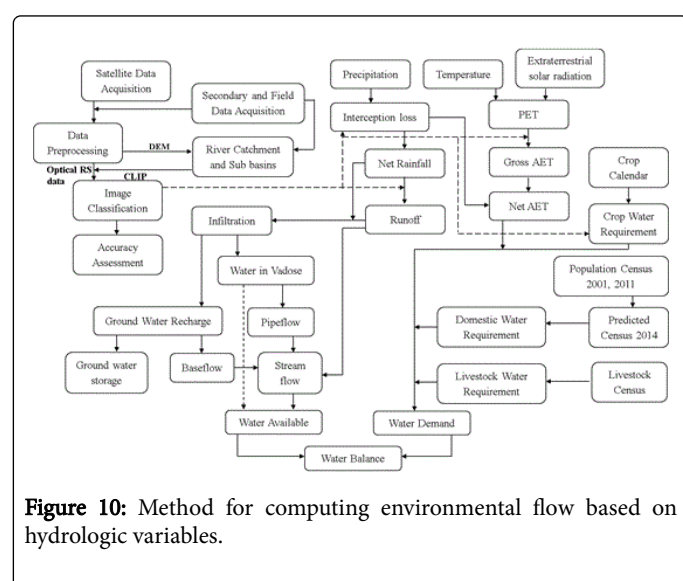 Satellite Data
Acquisition
Secondary and Field
Data Acquisition
Precipitation
Temperature
Extraterrestrial
solar radiation
Data
Preprocessing
DEM
River Catchment
and Sub basins
Interception loss
PET
Optical RS
data
CLIP
Net Rainfall
Gross AET
Crop
Calendar
Image
Classification
Infiltration
Runoff
Net AET
Crop Water
Requirement
Accuracy
Assessment
Water in Vadose
Population Census
2001, 2011
Ground Water Recharge
Pipeflow
Domestic Water
Requirement
Predicted
Census 2014
Ground water
storage
Baseflow
Stream
flow
Livestock Water
Requirement
Livestock
Census
Water Available
Water Demand
Water Balance
Figure 10: Method for computing environmental flow based on
hydrologic variables.